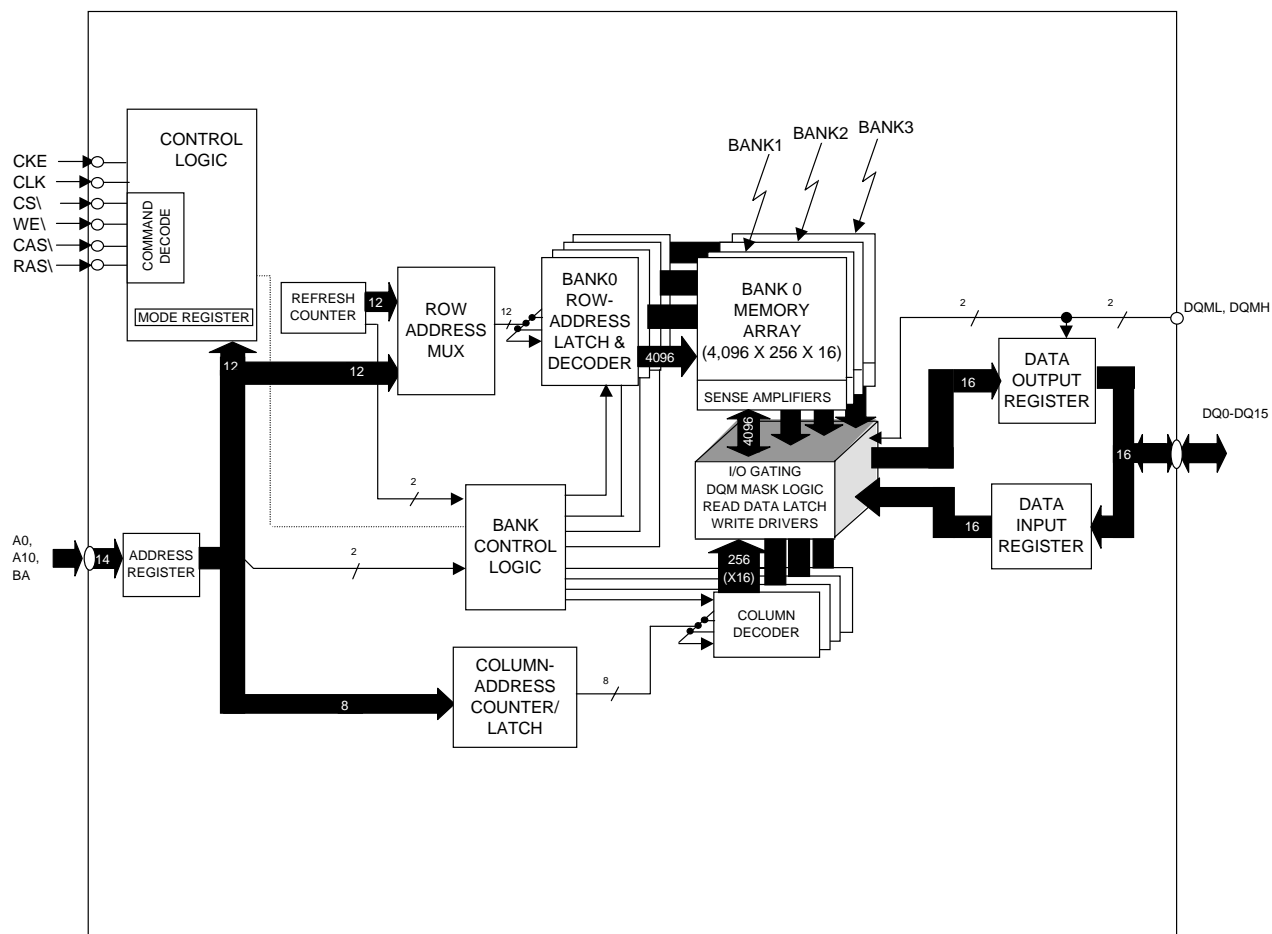 CONTROL
LOGIC
CKE
CLK
CS\
WE\
CAS\
RAS\
COMMAND
DECODE
MODE REGISTER
BANK1
BANK2
BANK3
REFRESH
COUNTER
12
12
12
ROW
ADDRESS
MUX
12
BANK0
ROW-
ADDRESS
LATCH &
DECODER
4096
BANK 0
MEMORY
ARRAY
(4,096 X 256 X 16)
SENSE AMPLIFIERS
4096
I/O GATING
DQM MASK LOGIC
READ DATA LATCH
WRITE DRIVERS
2
2
DQML, DQMH
16
DATA
OUTPUT
REGISTER
16
DQ0-DQ15
16
DATA
INPUT
REGISTER
2
BANK
CONTROL
LOGIC
2
A0,
A10,
BA
14
ADDRESS
REGISTER
256
(X16)
COLUMN
DECODER
8
COLUMN-
ADDRESS
COUNTER/
LATCH
8